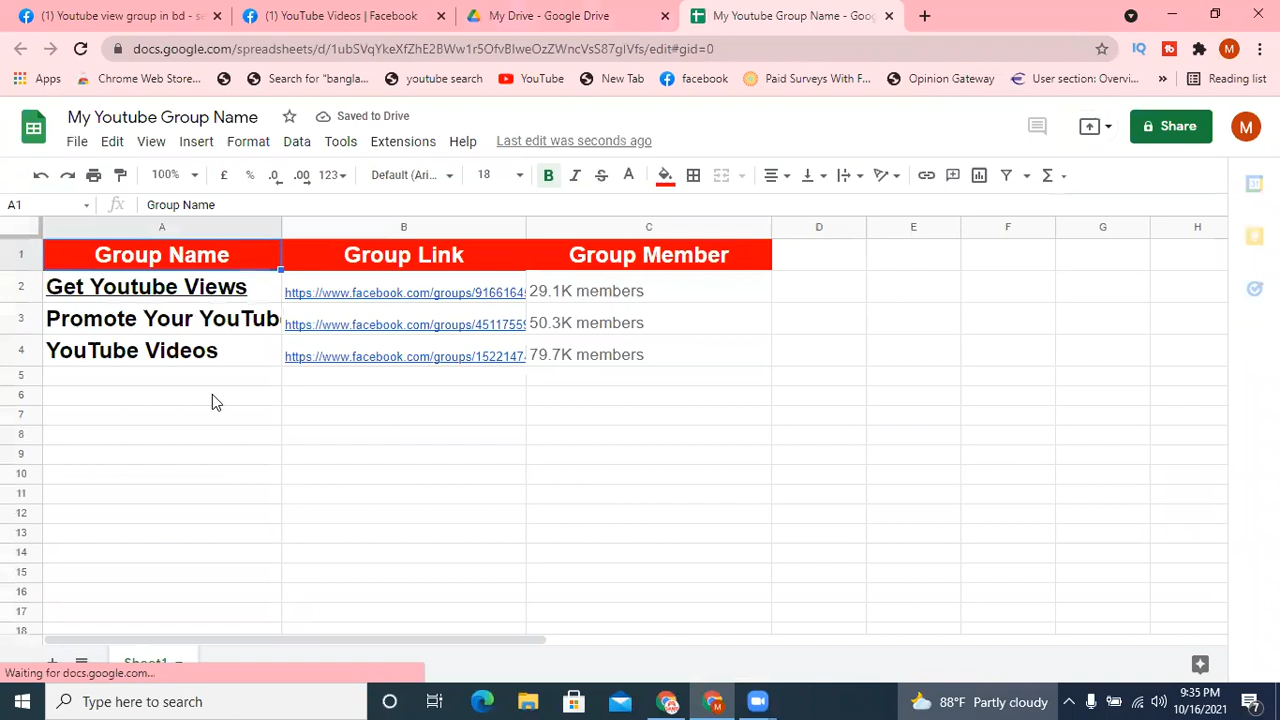 (1) Youtube view group in bd - s
(1) YouTube Videos | Facebook
My Drive - Google Drive
My Youtube Group Name - Goo
docs.google.com/spreadsheets/d/1ubSVqYkeXfZhE2BWw1r5OfvBlweOzZWncVsS87gIVfs/edit#gid=0
Apps
Chrome Web Store...
Search for "bangla...
youtube search
YouTube
New Tab
facebook
Paid Surveys With F...
Opinion Gateway
User section: Overvi...
Reading list
My Youtube Group Name
Saved to Drive
File Edit View Insert Format Data Tools Extensions Help Last edit was seconds ago
Share
M
100% £ % .0 .00 123 Default (Ari... 18 B I S A
A1 fx Group Name
A B C D E F G H
1 Group Name Group Link Group Member
2 Get Youtube Views https://www.facebook.com/groups/9166164 29.1K members
3 Promote Your YouTub https://www.facebook.com/groups/4511755 50.3K members
4 YouTube Videos https://www.facebook.com/groups/1522147 79.7K members
5
6
7
8
9
10
11
12
13
14
15
16
17
18
Sheet1
Waiting for docs.google.com...
Type here to search
88°F Partly cloudy
9:35 PM
10/16/2021
7